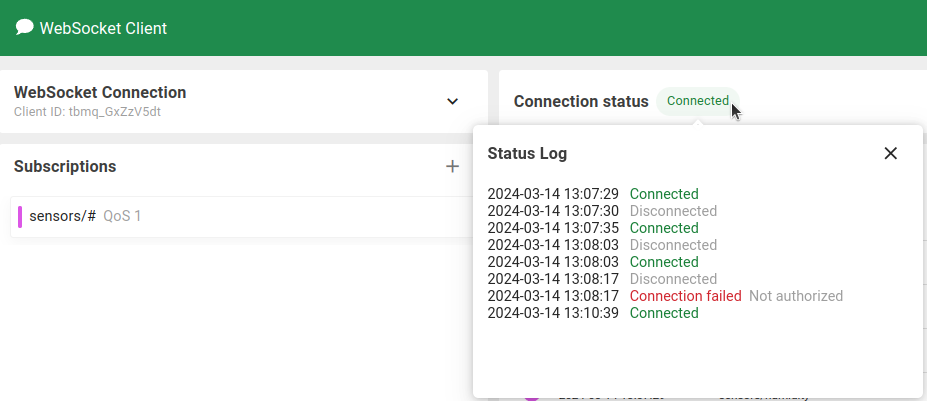 WebSocket Client
WebSocket Connection
Client ID: tbmq_GxZzV5dt
Connection status Connected
Subscriptions
sensors/# QoS 1
Status Log
2024-03-14 13:07:29 Connected
2024-03-14 13:07:30 Disconnected
2024-03-14 13:07:35 Connected
2024-03-14 13:08:03 Disconnected
2024-03-14 13:08:03 Connected
2024-03-14 13:08:17 Disconnected
2024-03-14 13:08:17 Connection failed Not authorized
2024-03-14 13:10:39 Connected